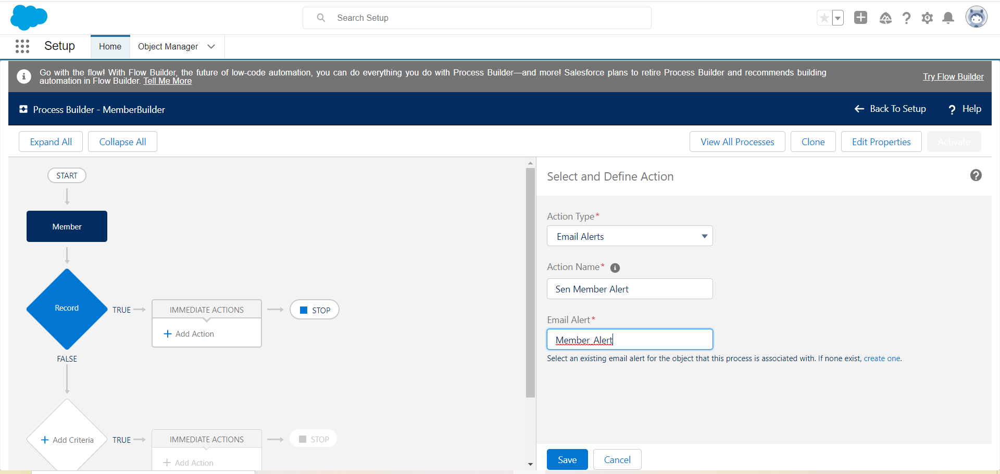 Search Setup
Setup
Home
Object Manager
Go with the flow! With Flow Builder, the future of low-code automation, you can do everything you do with Process Builder—and more! Salesforce plans to retire Process Builder and recommends building
automation in Flow Builder. Tell Me More
Try Flow Builder
Process Builder - MemberBuilder
Back To Setup
Help
Expand All
Collapse All
View All Processes
Clone
Edit Properties
Activate
START
Member
Record
TRUE
IMMEDIATE ACTIONS
Add Action
STOP
FALSE
Add Criteria
TRUE
IMMEDIATE ACTIONS
Add Action
STOP
Select and Define Action
Action Type*
Email Alerts
Action Name*
Sen Member Alert
Email Alert*
Member_Alert
Select an existing email alert for the object that this process is associated with. If none exist, create one.
Save
Cancel